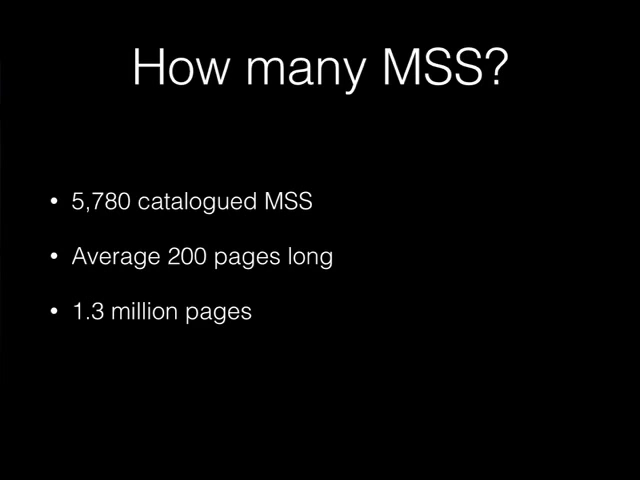 How many MSS?
• 5,780 catalogued MSS
• Average 200 pages long
• 1.3 million pages